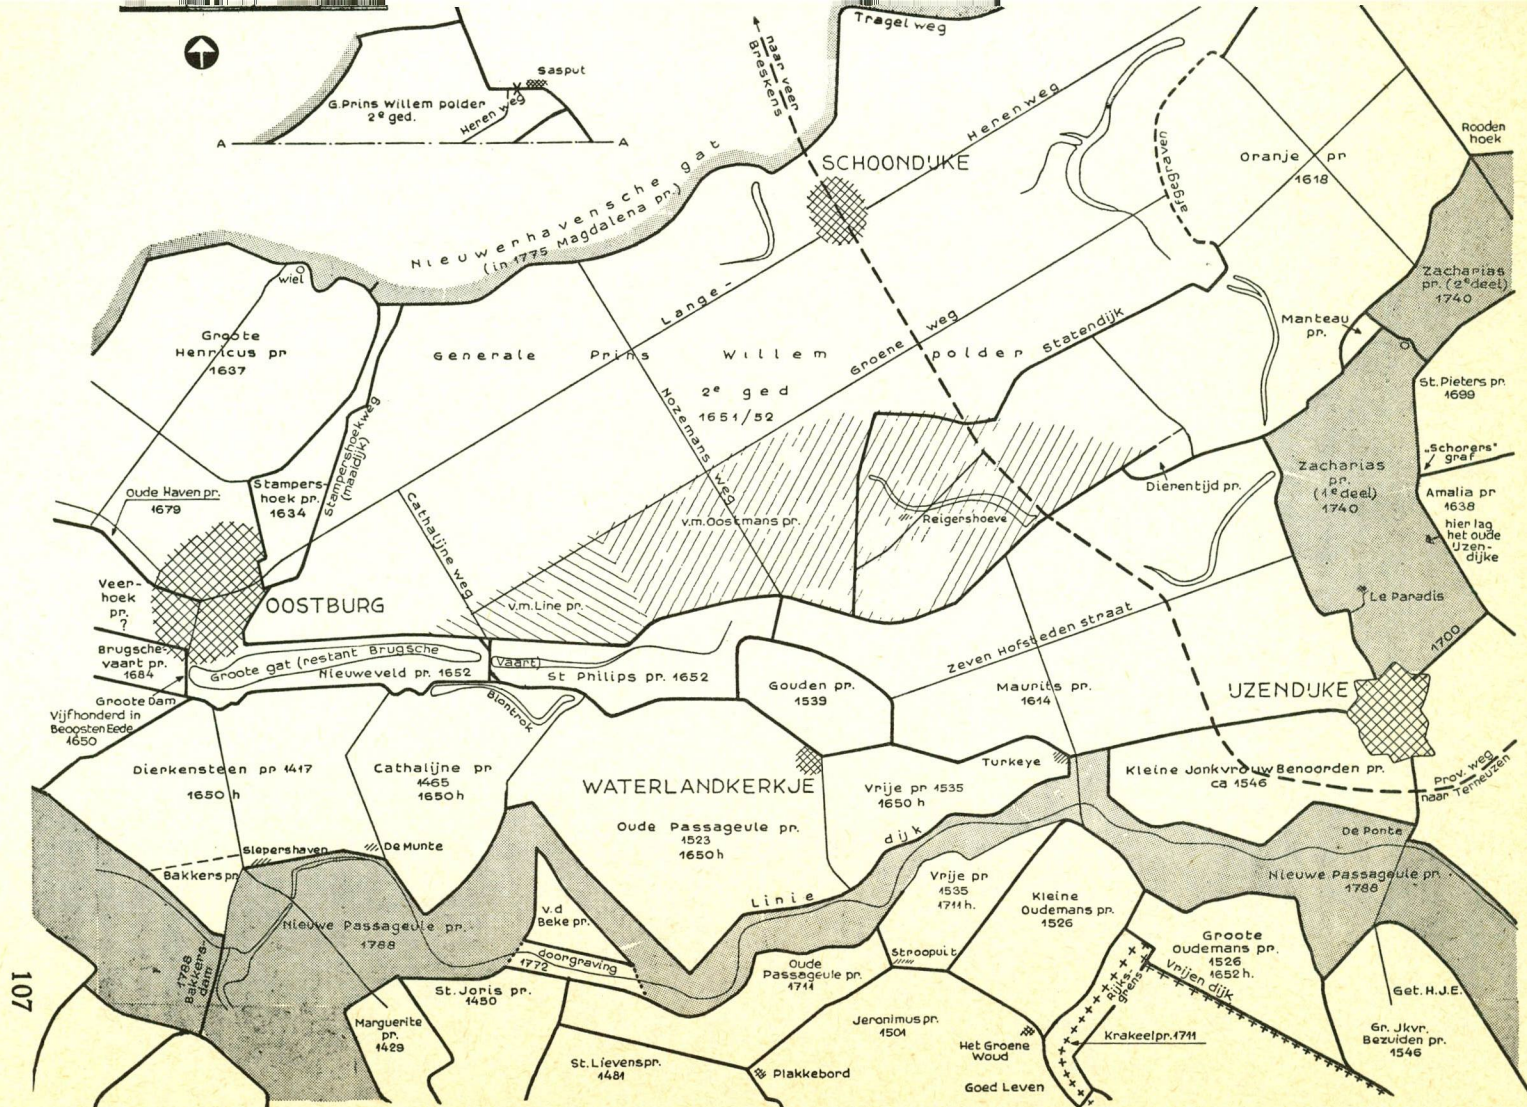 Tragel weg
naar veer
Breskens
Sasput
G. Prins Willem polder
2e ged.
Heren weg
A
A
Herenweg
Rooden
hoek
SCHOONDIJKE
afgegraven
Oranje pr
1618
Nieuwerhavensche gat
(in 1775 Magdalena pr.)
wiel
Zacharias
pr. (2e deel)
1740
Lange-
Manteau
pr.
Groote
Henricus pr
1637
Generale Prins Willem polder
Groene weg
Statendijk
2e ged
1651/52
Nozemans weg
St. Pieters pr.
1699
Stampershoekweg
(maaidijk)
"Schorers"
graf
Oude Haven pr.
1679
Stampers-
hoek pr.
1634
Zacharias
pr.
(1e deel)
1740
Dierentijd pr.
Amalia pr
1638
hier lag
het oude
IJzen-
dijke
Cathalijne weg
v.m. Oostmans pr.
Reigershoeve
Veer-
hoek
pr.
?
OOSTBURG
v.m. Line pr.
Le Paradis
Zeven Hofsteden straat
1700
Brugsche-
vaart pr.
1684
Groote gat (restant Brugsche
Vaart)
Nieuweveld pr. 1652
St Philips pr. 1652
Gouden pr.
1539
Maurits pr.
1614
IJZENDIJKE
Groote Dam
Biontrok
Vijfhonderd in
Beoosten Eede
1650
Dierkensteen pr 1417
1650 h
Cathalijne pr
1465
1650 h
WATERLANDKERKJE
Turkeye
Vrije pr 1535
1650 h
Kleine Jonkvrouw Benoorden pr.
ca 1546
Prov. weg
naar Terneuzen
Oude Passageule pr.
1523
1650 h
Slepershaven
De Munte
De Ponte
Bakkers pr
Linie dijk
Vrije pr
1535
1711 h.
Kleine
Oudemans pr.
1526
Nieuwe Passageule pr.
1788
v.d
Beke pr.
Nieuwe Passageule pr.
1788
Groote
Oudemans pr.
1526
1652 h.
1788
Bakkers-
dam
doorgraving
1772
Stroopuit
Oude
Passageule pr.
1711
Vrijen dijk
Rijks-
grens
St. Joris pr.
1450
Get. H.J.E.
107
Marguerite
pr.
1429
Jeronimus pr.
1501
Het Groene
Woud
Krakeel pr. 1711
Gr. Jkvr.
Bezuiden pr.
1546
St. Lievens pr.
1481
Plakkebord
Goed Leven